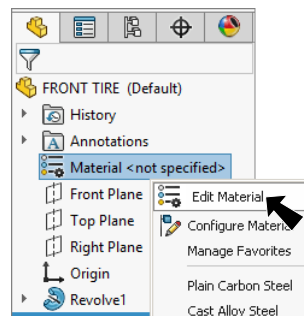 FRONT TIRE (Default)
History
Annotations
Material <not specified>
Front Plane
Edit Material
Top Plane
Configure Material
Right Plane
Manage Favorites
Origin
Plain Carbon Steel
Revolve1
Cast Alloy Steel